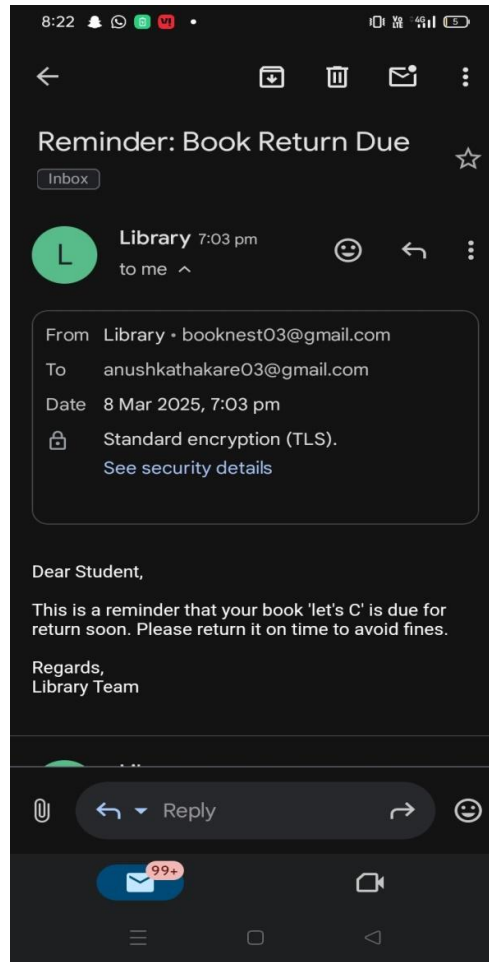 8:22
4G 5
Reminder: Book Return Due
Inbox
L
Library 7:03 pm
to me
From Library • booknest03@gmail.com
To anushkathakare03@gmail.com
Date 8 Mar 2025, 7:03 pm
Standard encryption (TLS).
See security details
Dear Student,
This is a reminder that your book 'let's C' is due for
return soon. Please return it on time to avoid fines.
Regards,
Library Team
Reply
99+